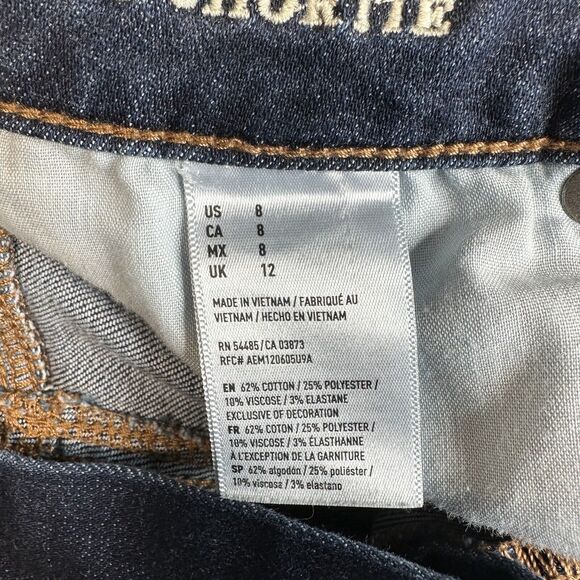 SHORTIE
US 8
CA 8
MX 8
UK 12
MADE IN VIETNAM / FABRIQUÉ AU
VIETNAM / HECHO EN VIETNAM
RN 54485/CA 03873
RFC# AEM120605U9A
EN 62% COTTON / 25% POLYESTER /
10% VISCOSE / 3% ELASTANE
EXCLUSIVE OF DECORATION
FR 62% COTON / 25% POLYESTER /
10% VISCOSE / 3% ÉLASTHANNE
À L'EXCEPTION DE LA GARNITURE
SP 62% algodón / 25% poliéster /
10% viscose / 3% elastano